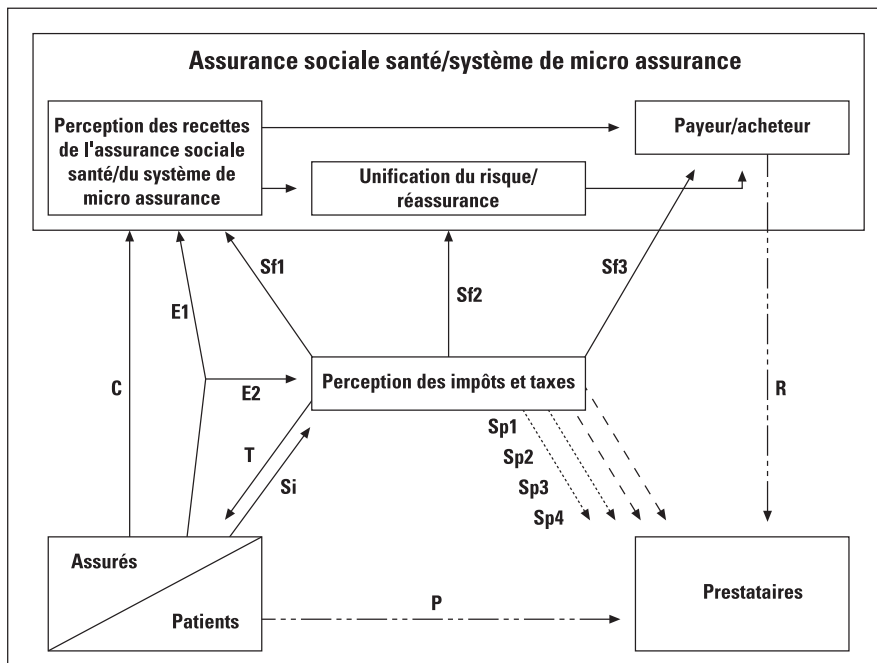 Assurance sociale santé/système de micro assurance
Perception des recettes
de l'assurance sociale
santé/du système de
micro assurance
Payeur/acheteur
Unification du risque/
réassurance
Sf1
Sf2
Sf3
E1
C
E2
Perception des impôts et taxes
R
T
Si
Sp1
Sp2
Sp3
Sp4
Assurés
Patients
P
Prestataires